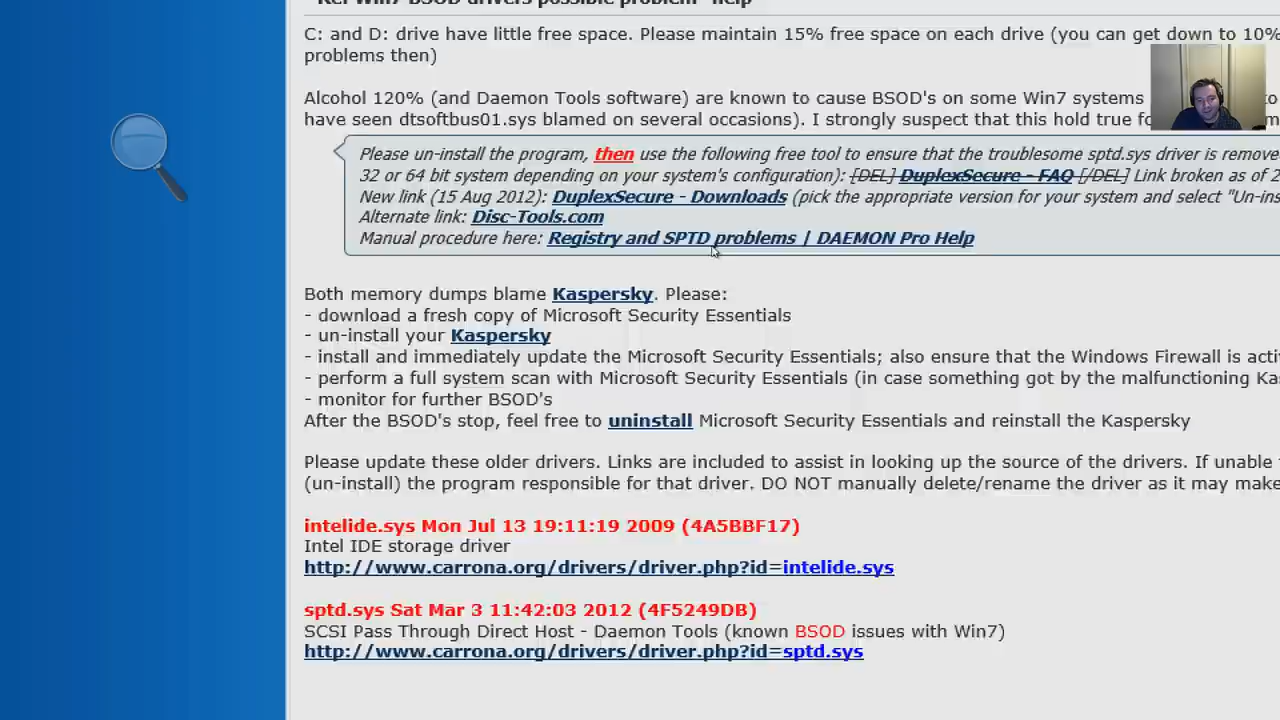 Re: Win7 BSOD drivers possible problem - help
C: and D: drive have little free space. Please maintain 15% free space on each drive (you can get down to 10%
problems then)
Alcohol 120% (and Daemon Tools software) are known to cause BSOD's on some Win7 systems
have seen dtsoftbus01.sys blamed on several occasions). I strongly suspect that this hold true
Please un-install the program, then use the following free tool to ensure that the troublesome sptd.sys driver is
32 or 64 bit system depending on your system's configuration): [DEL] DuplexSecure - FAQ [/DEL] Link broken as of
New link (15 Aug 2012): DuplexSecure - Downloads (pick the appropriate version for your system and select
Alternate link: Disc-Tools.com
Manual procedure here: Registry and SPTD problems | DAEMON Pro Help
Both memory dumps blame Kaspersky. Please:
- download a fresh copy of Microsoft Security Essentials
- un-install your Kaspersky
- install and immediately update the Microsoft Security Essentials; also ensure that the Windows Firewall is
- perform a full system scan with Microsoft Security Essentials (in case something got by the malfunctioning
- monitor for further BSOD's
After the BSOD's stop, feel free to uninstall Microsoft Security Essentials and reinstall the Kaspersky
Please update these older drivers. Links are included to assist in looking up the source of the drivers. If unable
(un-install) the program responsible for that driver. DO NOT manually delete/rename the driver as it may make
intelide.sys Mon Jul 13 19:11:19 2009 (4A5BBF17)
Intel IDE storage driver
http://www.carrona.org/drivers/driver.php?id=intelide.sys
sptd.sys Sat Mar 3 11:42:03 2012 (4F5249DB)
SCSI Pass Through Direct Host - Daemon Tools (known BSOD issues with Win7)
http://www.carrona.org/drivers/driver.php?id=sptd.sys